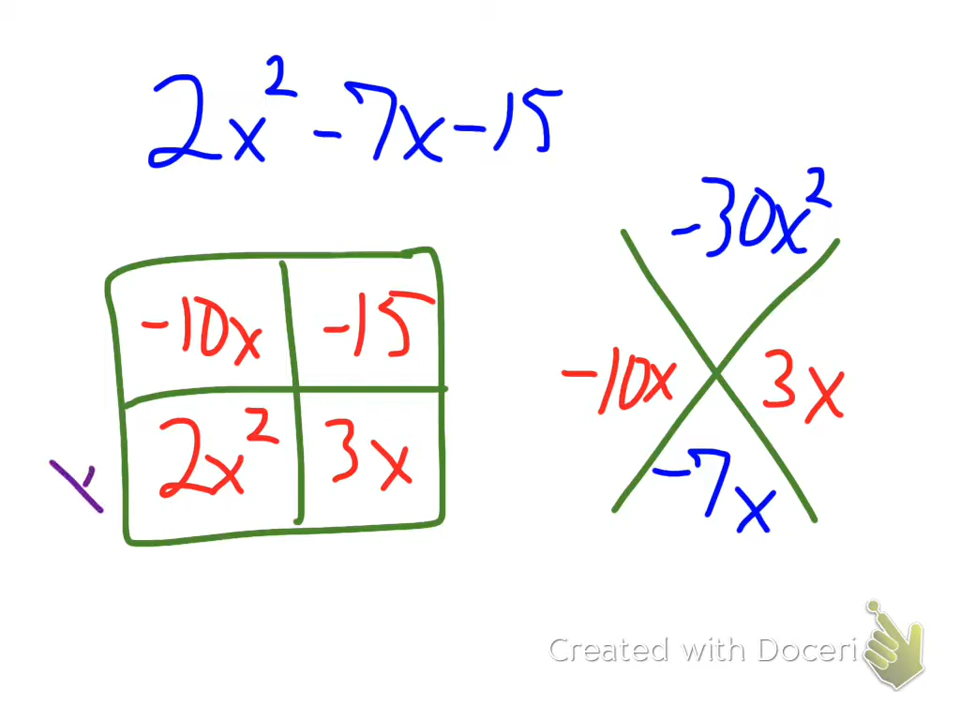 2x² -7x -15
-30x²
-10x -15
-10x 3x
2x² 3x
-7x
Created with Doceri